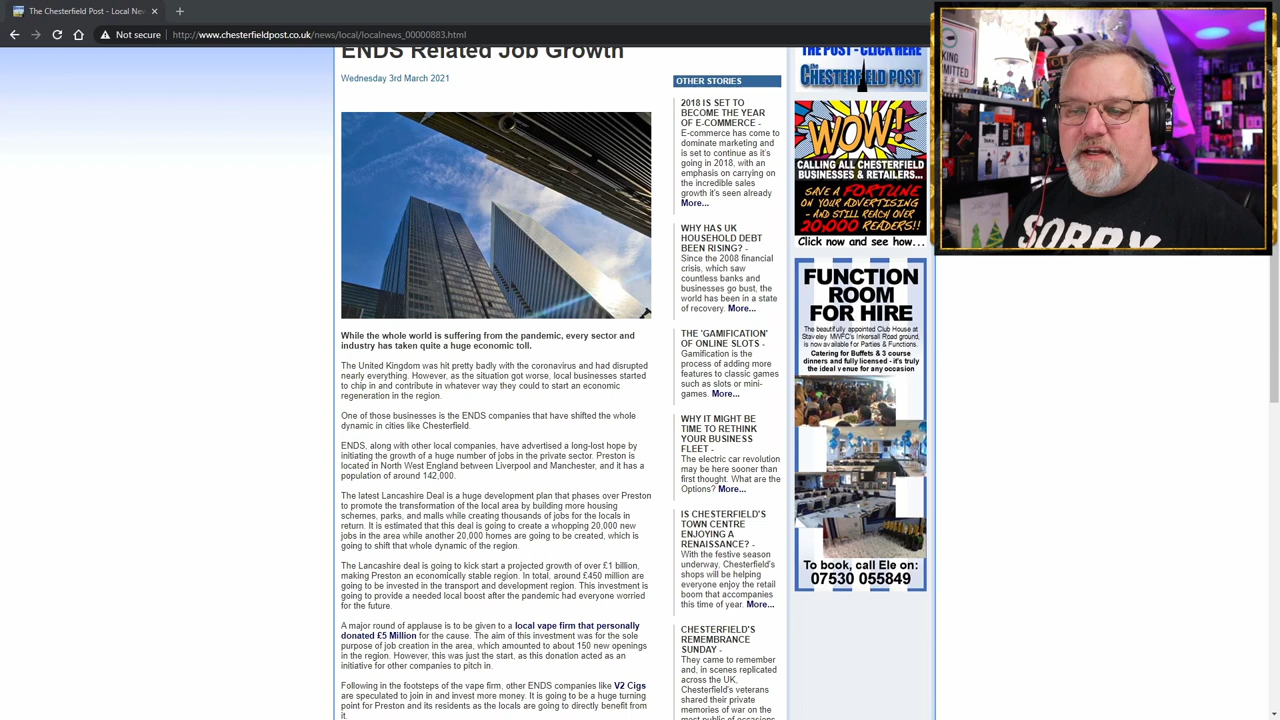 The Chesterfield Post - Local Ne
Not secure
http://www.chesterfieldpost.co.uk/news/local/localnews_00000883.html
ENDS Related Job Growth
Wednesday 3rd March 2021
While the whole world is suffering from the pandemic, every sector and
industry has taken quite a huge economic toll.
The United Kingdom was hit pretty badly with the coronavirus and had disrupted
nearly everything. However, as the situation got worse, local businesses started
to chip in and contribute in whatever way they could to start an economic
regeneration in the region.
One of those businesses is the ENDS companies that have shifted the whole
dynamic in cities like Chesterfield.
ENDS, along with other local companies, have advertised a long-lost hope by
initiating the growth of a huge number of jobs in the private sector. Preston is
located in North West England between Liverpool and Manchester, and it has a
population of around 142,000.
The latest Lancashire Deal is a huge development plan that phases over Preston
to promote the transformation of the local area by building more housing
schemes, parks, and malls while creating thousands of jobs for the locals in
return. It is estimated that this deal is going to create a whopping 20,000 new
jobs in the area while another 20,000 homes are going to be created, which is
going to shift that whole dynamic of the region.
The Lancashire deal is going to kick start a projected growth of over £1 billion,
making Preston an economically stable region. In total, around £450 million are
going to be invested in the transport and development region. This investment is
going to provide a needed local boost after the pandemic had everyone worried
for the future.
A major round of applause is to be given to a local vape firm that personally
donated £5 Million for the cause. The aim of this investment was for the sole
purpose of job creation in the area, which amounted to about 150 new openings
in the region. However, this was just the start, as this donation acted as an
initiative for other companies to pitch in.
Following in the footsteps of the vape firm, other ENDS companies like V2 Cigs
are speculated to join in and invest more money. It is going to be a huge turning
point for Preston and its residents as the locals are going to directly benefit from
it.
OTHER STORIES
2018 IS SET TO
BECOME THE YEAR
OF E-COMMERCE -
E-commerce has come to
dominate marketing and
is set to continue as it's
going in 2018, with an
emphasis on carrying on
the incredible sales
growth it's seen already
More...
WHY HAS UK
HOUSEHOLD DEBT
BEEN RISING? -
Since the 2008 financial
crisis, which saw
countless banks and
businesses go bust, the
world has been in a state
of recovery. More...
THE 'GAMIFICATION'
OF ONLINE SLOTS -
Gamification is the
process of adding more
features to classic games
such as slots or mini-
games. More...
WHY IT MIGHT BE
TIME TO RETHINK
YOUR BUSINESS
FLEET -
The electric car revolution
may be here sooner than
first thought. What are the
Options? More...
IS CHESTERFIELD'S
TOWN CENTRE
ENJOYING A
RENAISSANCE? -
With the festive season
underway, Chesterfield's
shops will be helping
everyone enjoy the retail
boom that accompanies
this time of year. More...
CHESTERFIELD'S
REMEMBRANCE
SUNDAY -
They came to remember
and, in scenes replicated
across the UK,
Chesterfield's veterans
shared their private
memories of war on the
most public of occasions
THE POST - CLICK HERE
the CHESTERFIELD POST
WOW!
CALLING ALL CHESTERFIELD
BUSINESSES & RETAILERS...
SAVE A FORTUNE
ON YOUR ADVERTISING
- AND STILL REACH OVER
20,000 READERS!!
Click now and see how...
FUNCTION
ROOM
FOR HIRE
The beautifully appointed Club House at
Staveley MWFC's Inkersall Road ground,
is now available for Parties & Functions.
Catering for Buffets & 3 course
dinners and fully licensed - it's truly
the ideal venue for any occasion
To book, call Ele on:
07530 055849
SORRY